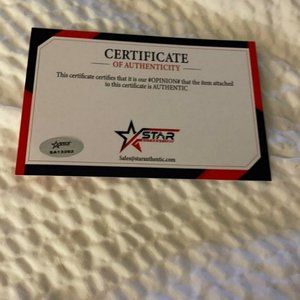 CERTIFICATE
OF AUTHENTICITY
This certificate certifies that it is our #OPINION# that the item attached
to this certificate is AUTHENTIC
STAR
Sales@starauthentic.com